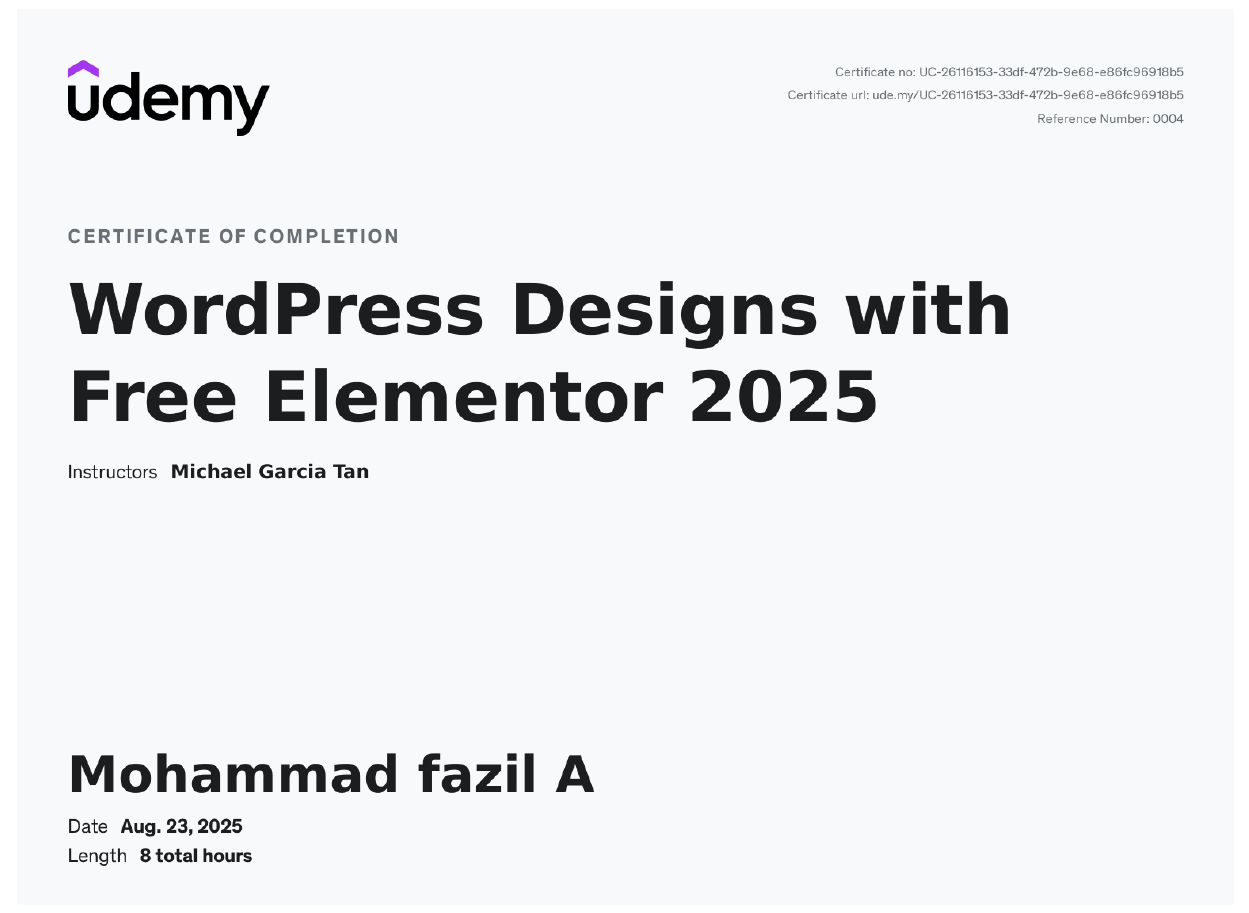 udemy
Certificate no: UC-26116153-33df-472b-9e68-e86fc96918b5
Certificate url: ude.my/UC-26116153-33df-472b-9e68-e86fc96918b5
Reference Number: 0004
CERTIFICATE OF COMPLETION
WordPress Designs with
Free Elementor 2025
Instructors Michael Garcia Tan
Mohammad fazil A
Date Aug. 23, 2025
Length 8 total hours